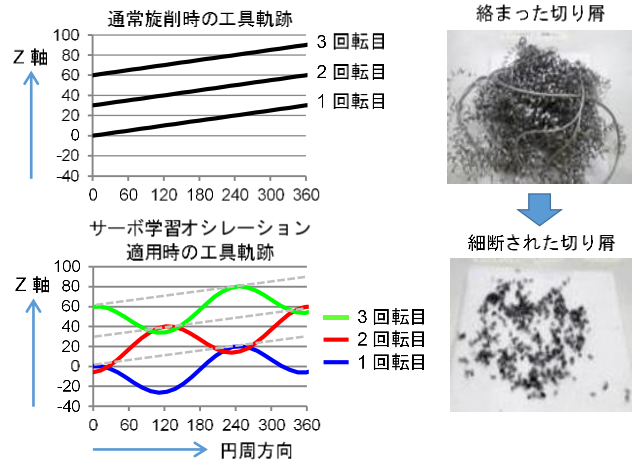 通常旋削時の工具軌跡
Z 軸
100
80
60
40
20
0
-20
-40
0 60 120 180 240 300 360
3 回転目
2 回転目
1 回転目
サーボ学習オシレーション
適用時の工具軌跡
Z 軸
100
80
60
40
20
0
-20
-40
0 60 120 180 240 300 360
円周方向
3 回転目
2 回転目
1 回転目
絡まった切り屑
細断された切り屑